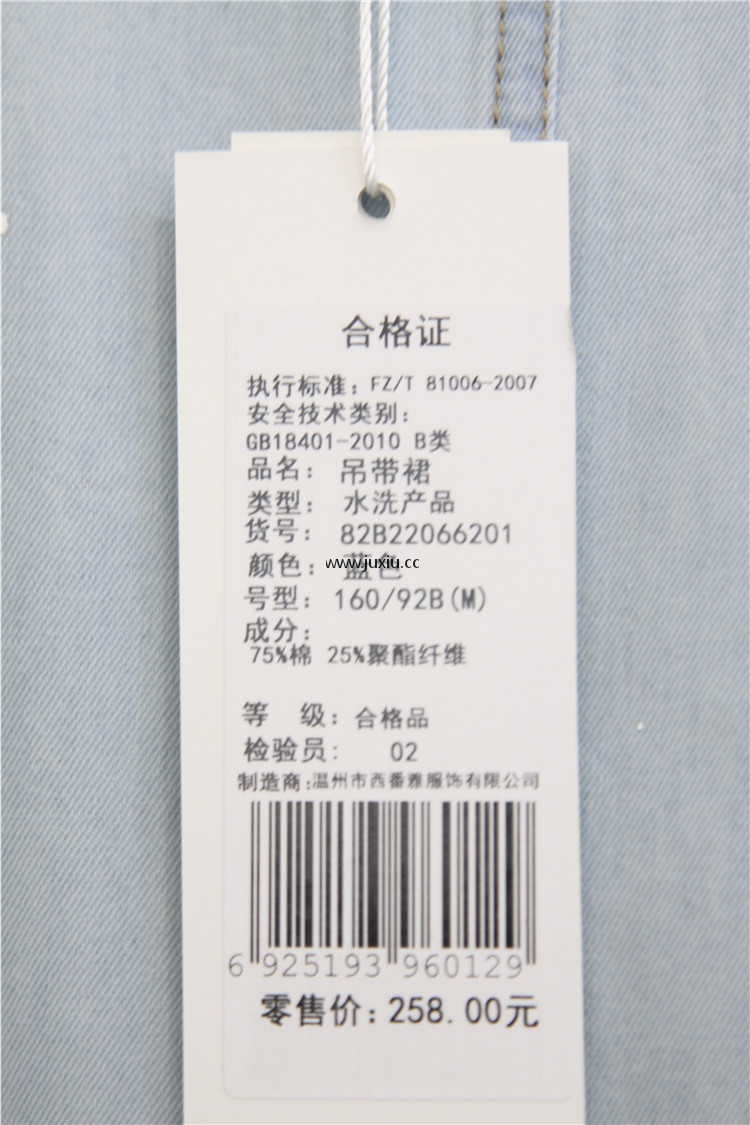 合格证
执行标准：FZ/T 81006-2007
安全技术类别：
GB18401-2010 B类
品名：吊带裙
类型：水洗产品
货号：82B22066201
颜色：蓝色
www.juxiu.cc
号型：160/92B(M)
成分：
75%棉 25%聚酯纤维
等 级：合格品
检验员： 02
制造商：温州市西番雅服饰有限公司
6 925193 960129
零售价：258.00元